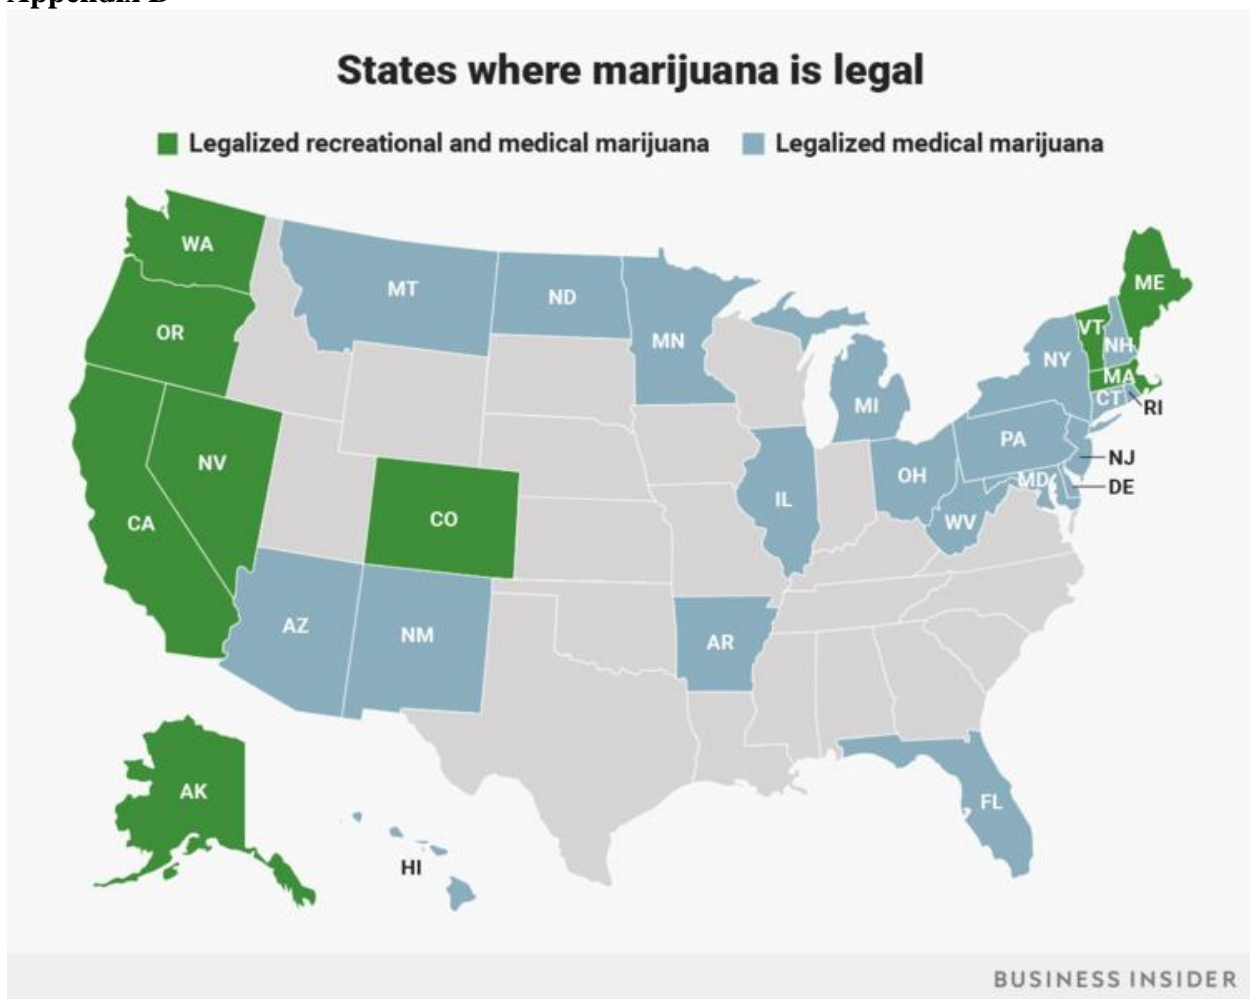 Appendix B
States where marijuana is legal
Legalized recreational and medical marijuana
Legalized medical marijuana
WA
MT
ND
MN
OR
ME
VT
NH
NY
MA
CT
RI
MI
PA
NV
NJ
OH
MD
DE
IL
CO
CA
WV
AZ
NM
AR
AK
FL
HI
BUSINESS INSIDER